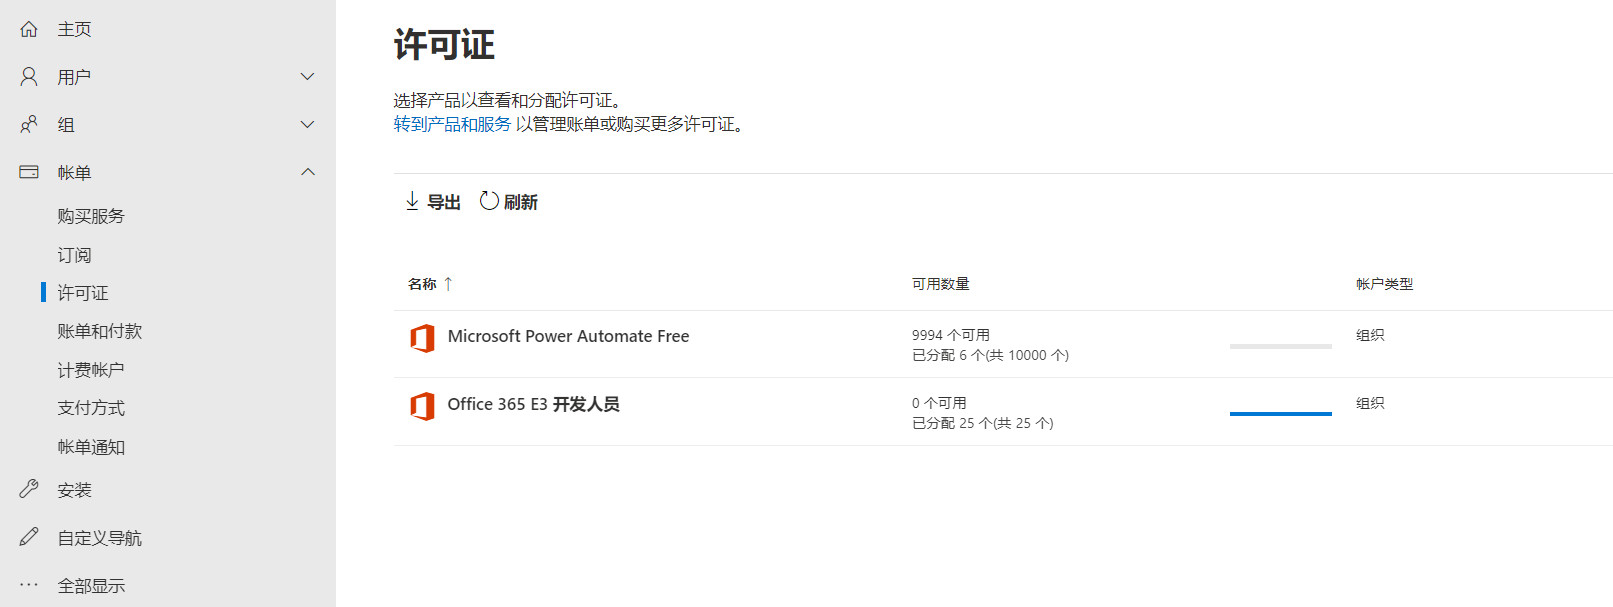 主页
用户
组
帐单
购买服务
订阅
许可证
账单和付款
计费帐户
支付方式
帐单通知
安装
自定义导航
全部显示
许可证
选择产品以查看和分配许可证。
转到产品和服务 以管理账单或购买更多许可证。
导出 刷新
名称 ↑ 可用数量 帐户类型
Microsoft Power Automate Free 9994 个可用 组织
已分配 6 个(共 10000 个)
Office 365 E3 开发人员 0 个可用 组织
已分配 25 个(共 25 个)